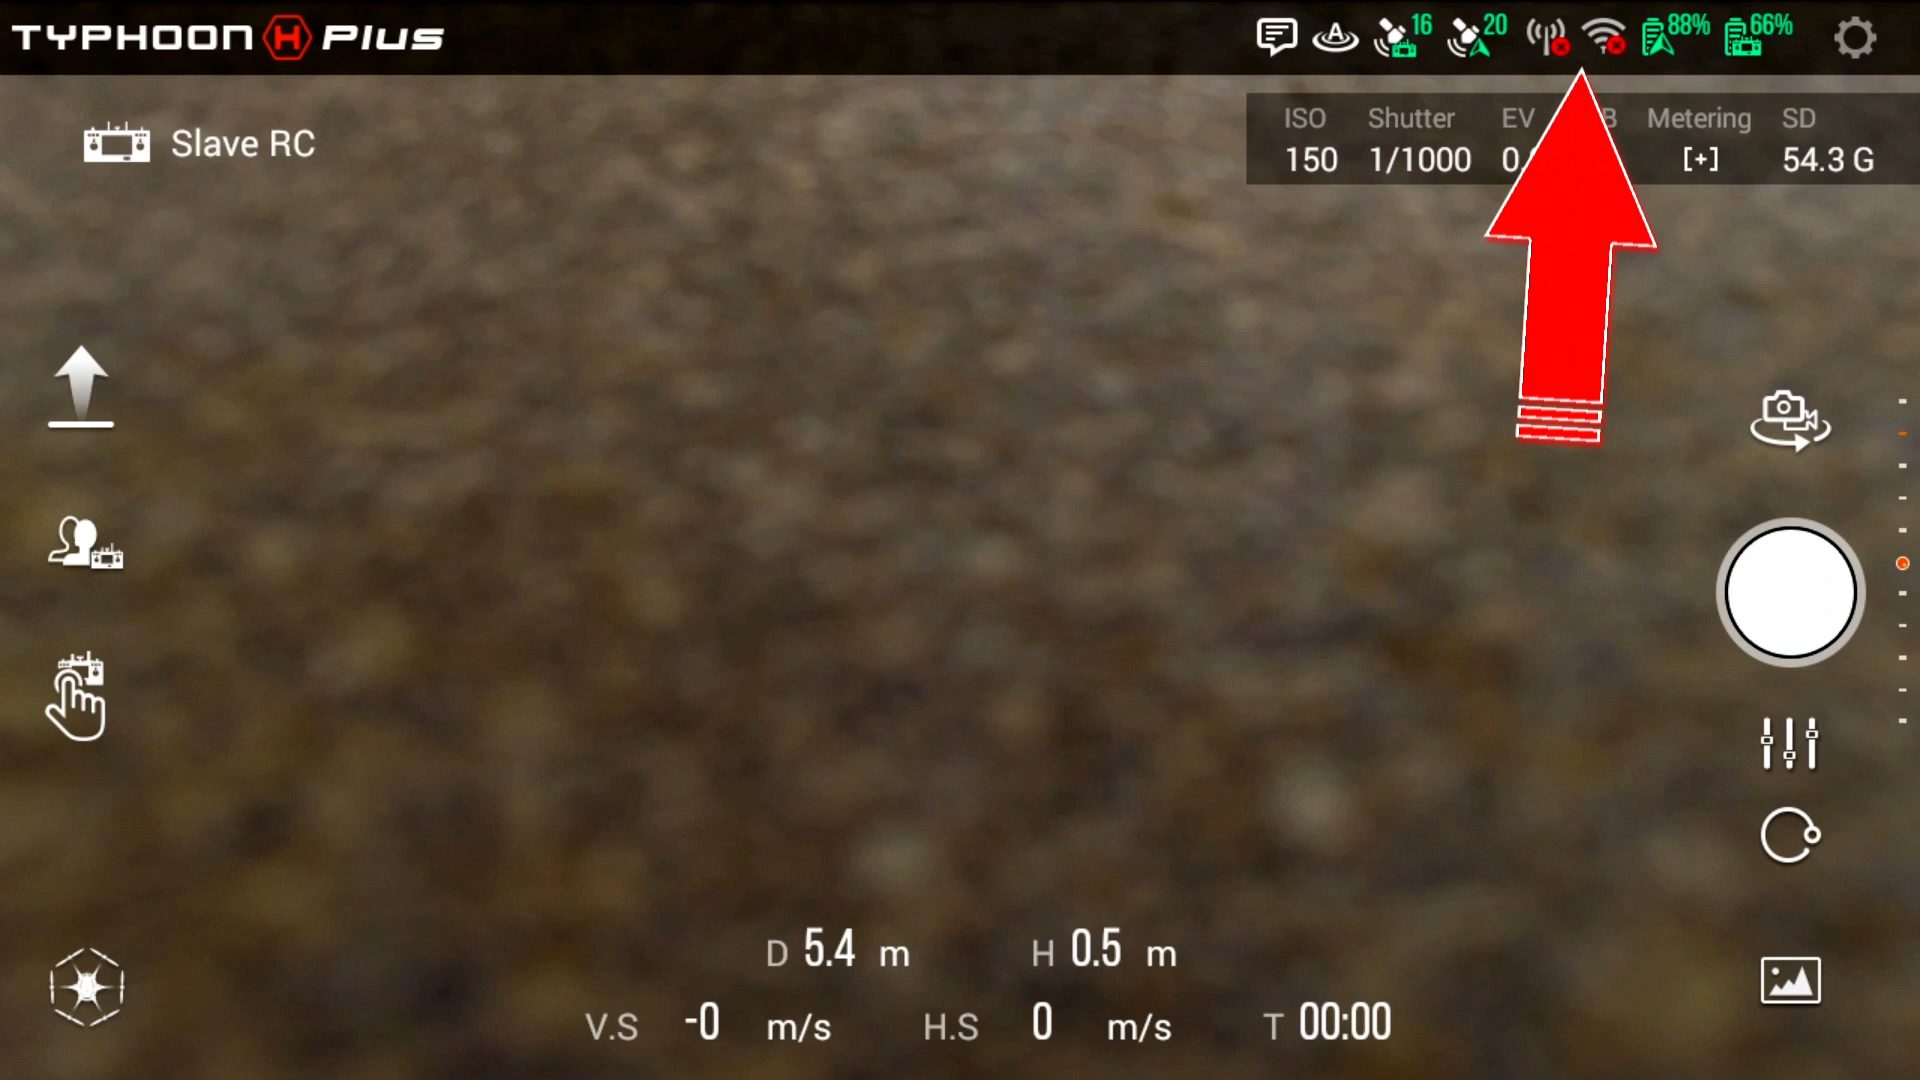 TYPHOON H Plus
16 20 88% 66%
Slave RC
ISO Shutter EV B Metering SD
150 1/1000 0. [+] 54.3 G
D 5.4 m H 0.5 m
V.S -0 m/s H.S 0 m/s T 00:00